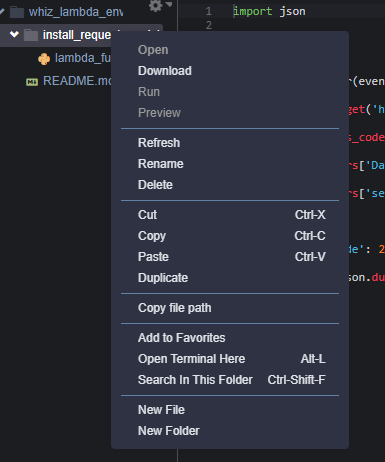 whiz_lambda_env
1 import json
install_reque
2
Open
lambda_fu
Download
Run
README.m
Preview
Refresh
Rename
Delete
Cut Ctrl-X
Copy Ctrl-C
Paste Ctrl-V
Duplicate
Copy file path
Add to Favorites
Open Terminal Here Alt-L
Search In This Folder Ctrl-Shift-F
New File
New Folder
r(even
get('h
s_code
rs['Da
rs['se
de': 2
son.du